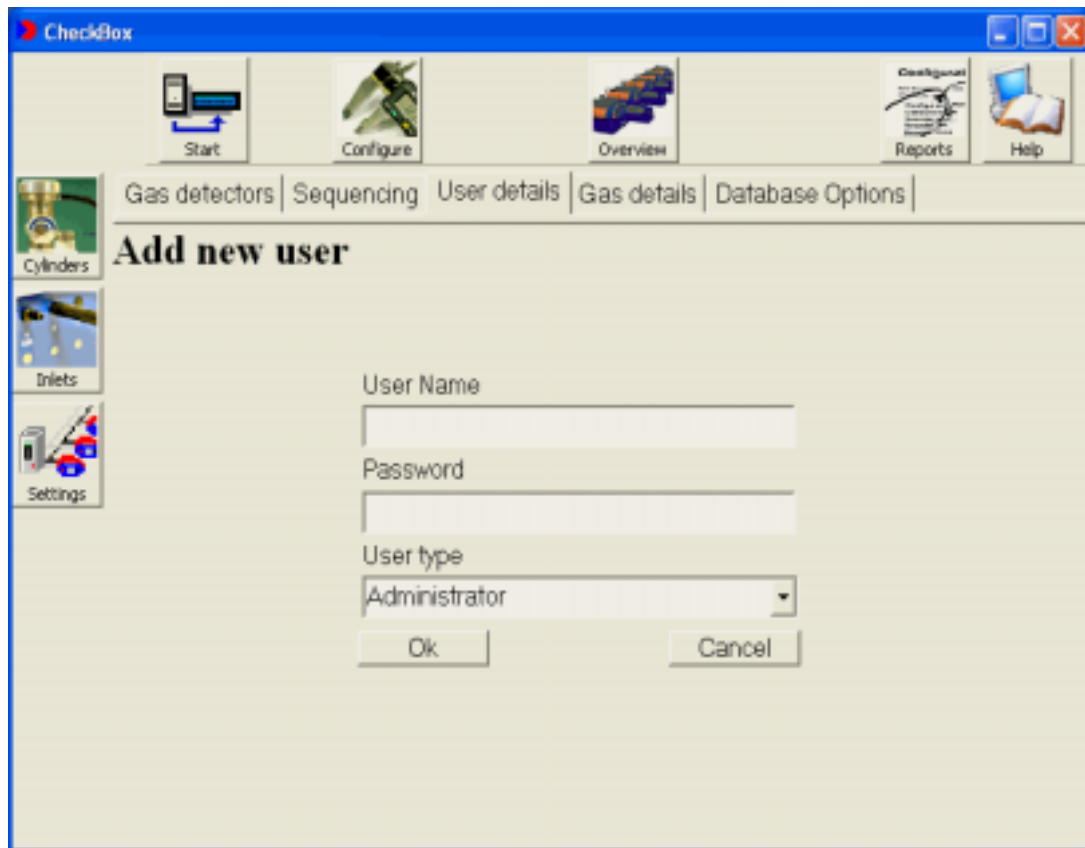 CheckBox
Start
Configure
Overview
Reports
Help
Gas detectors
Sequencing
User details
Gas details
Database Options
Cylinders
Add new user
Inlets
Settings
User Name
Password
User type
Administrator
Ok
Cancel